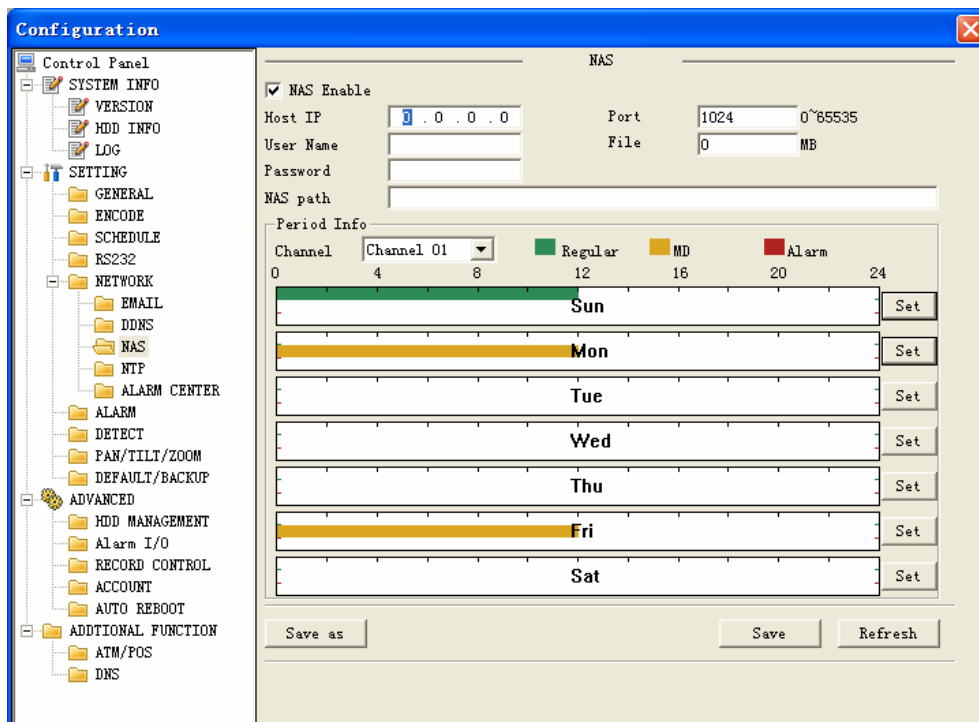 Configuration
Control Panel
SYSTEM INFO
VERSION
HDD INFO
LOG
SETTING
GENERAL
ENCODE
SCHEDULE
RS232
NETWORK
EMAIL
DDNS
NAS
NTP
ALARM CENTER
ALARM
DETECT
PAN/TILT/ZOOM
DEFAULT/BACKUP
ADVANCED
HDD MANAGEMENT
Alarm I/O
RECORD CONTROL
ACCOUNT
AUTO REBOOT
ADDTIONAL FUNCTION
ATM/POS
DNS
NAS
NAS Enable
Host IP 0 . 0 . 0 . 0 Port 1024 0~65535
User Name File 0 MB
Password
NAS path
Period Info
Channel Channel 01 Regular MD Alarm
0 4 8 12 16 20 24
Sun Set
Mon Set
Tue Set
Wed Set
Thu Set
Fri Set
Sat Set
Save as Save Refresh